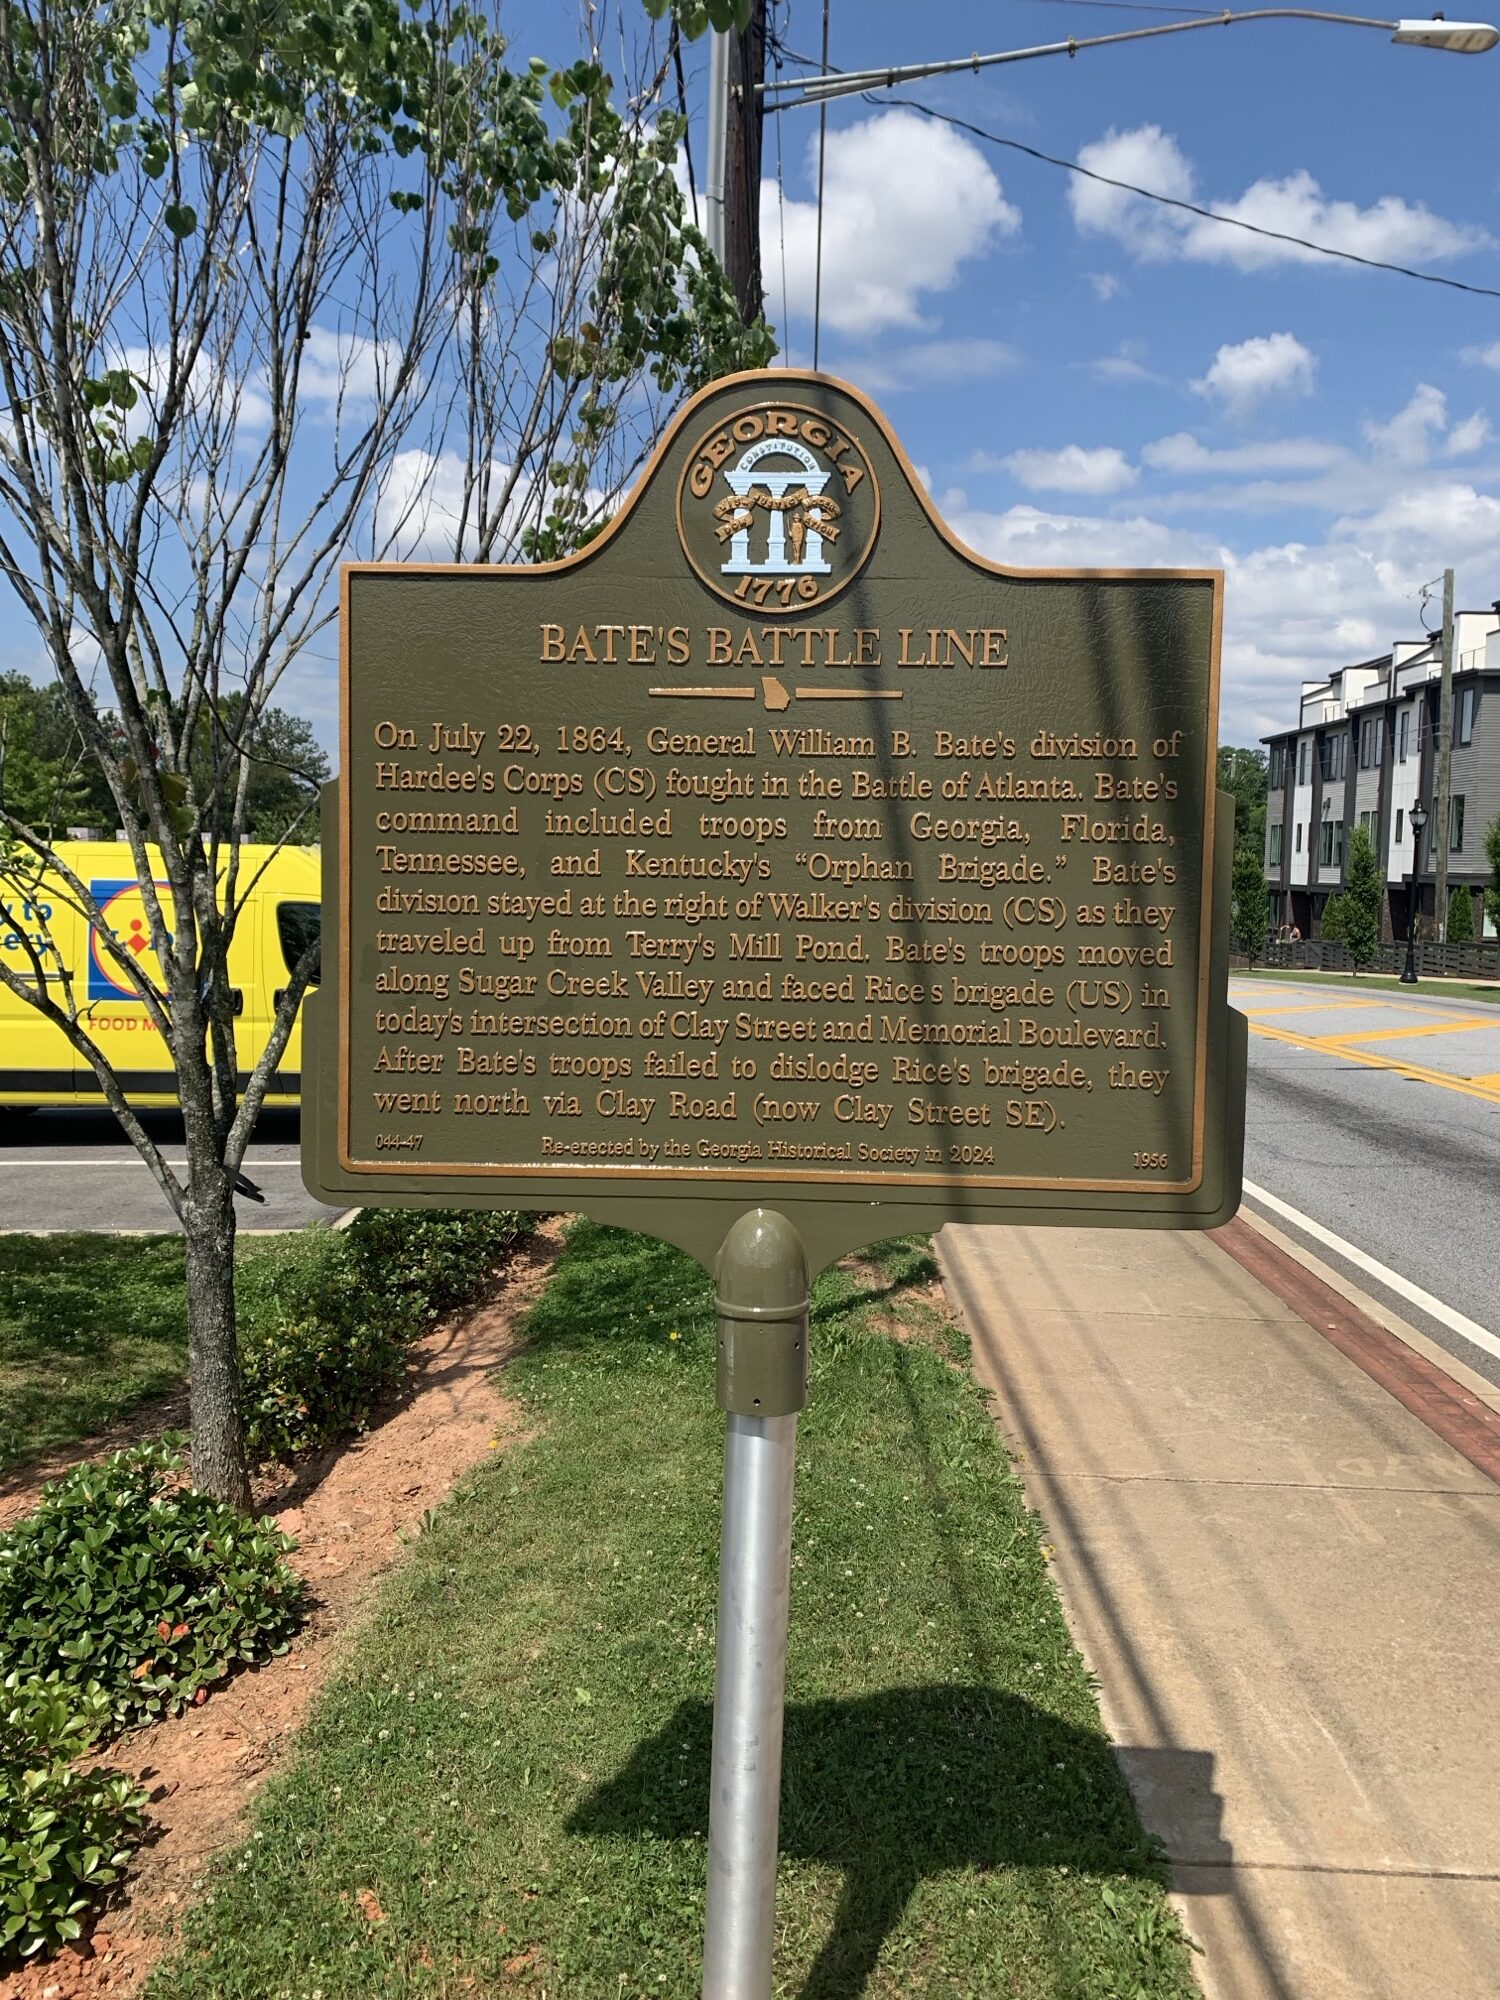 GEORGIA
CONSTITUTION
WISDOM JUSTICE MODERATION
1776
BATE'S BATTLE LINE
On July 22, 1864, General William B. Bate's division of
Hardee's Corps (CS) fought in the Battle of Atlanta. Bate's
command included troops from Georgia, Florida,
Tennessee, and Kentucky's “Orphan Brigade.” Bate's
division stayed at the right of Walker's division (CS) as they
traveled up from Terry's Mill Pond. Bate's troops moved
along Sugar Creek Valley and faced Rice's brigade (US) in
today's intersection of Clay Street and Memorial Boulevard.
After Bate's troops failed to dislodge Rice's brigade, they
went north via Clay Road (now Clay Street SE).
044-47 Re-erected by the Georgia Historical Society in 2024 1956
to
FOOD